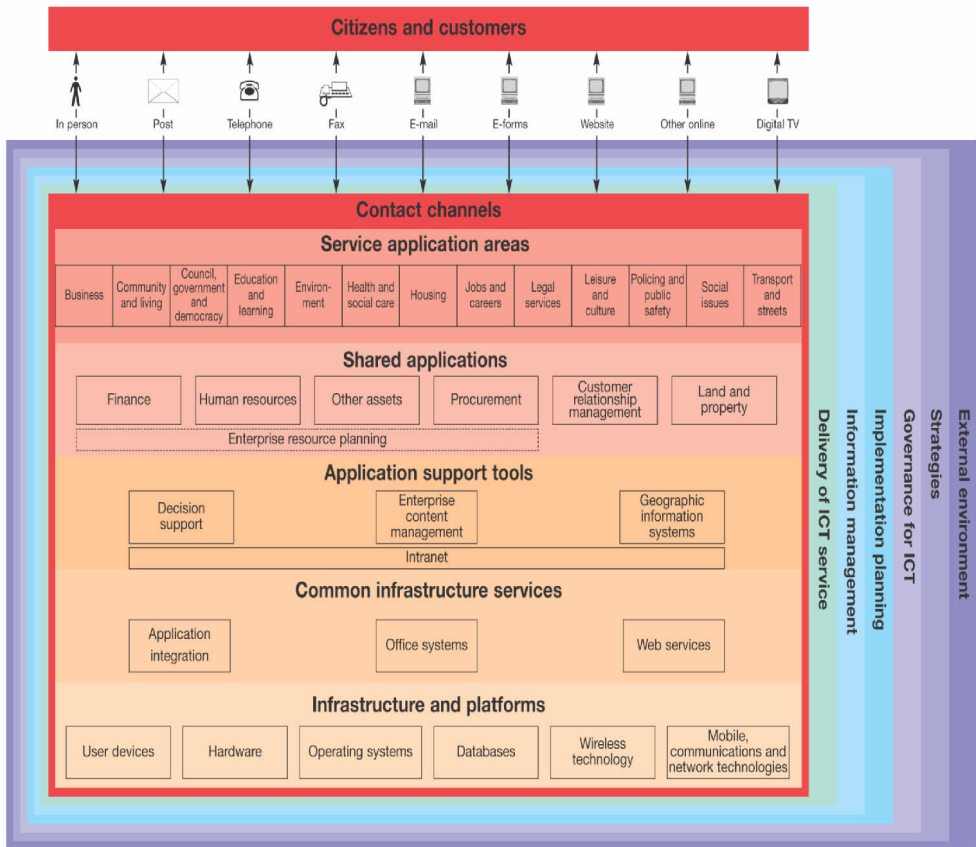 Citizens and customers
In person
Post
Telephone
Fax
E-mail
E-forms
Website
Other online
Digital TV
Contact channels
Service application areas
Business
Community
and living
Council,
government
and
democracy
Education
and
learning
Environ-
ment
Health and
social care
Housing
Jobs and
careers
Legal
services
Leisure
and
culture
Policing and
public
safety
Social
issues
Transport
and
streets
Shared applications
Finance
Human resources
Other assets
Procurement
Customer
relationship
management
Land and
property
Enterprise resource planning
Application support tools
Decision
support
Enterprise
content
management
Geographic
information
systems
Intranet
Common infrastructure services
Application
integration
Office systems
Web services
Infrastructure and platforms
User devices
Hardware
Operating systems
Databases
Wireless
technology
Mobile,
communications and
network technologies
Delivery of ICT service
Information management
Implementation planning
Governance for ICT
Strategies
External environment